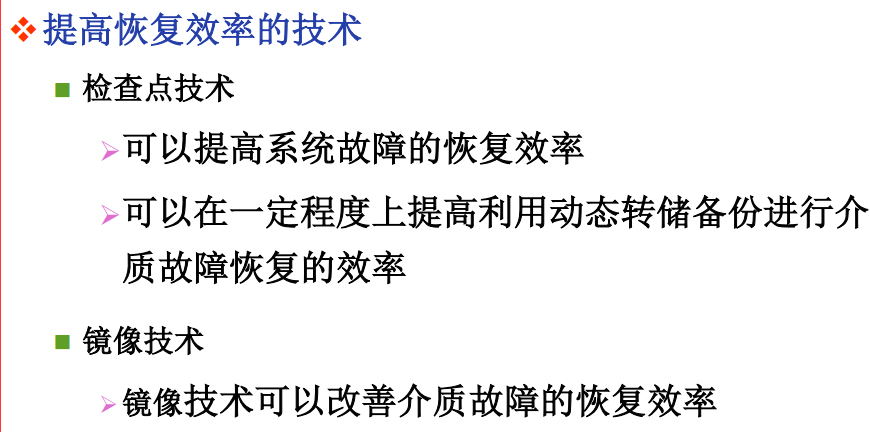 提高恢复效率的技术
检查点技术
可以提高系统故障的恢复效率
可以在一定程度上提高利用动态转储备份进行介
质故障恢复的效率
镜像技术
镜像技术可以改善介质故障的恢复效率